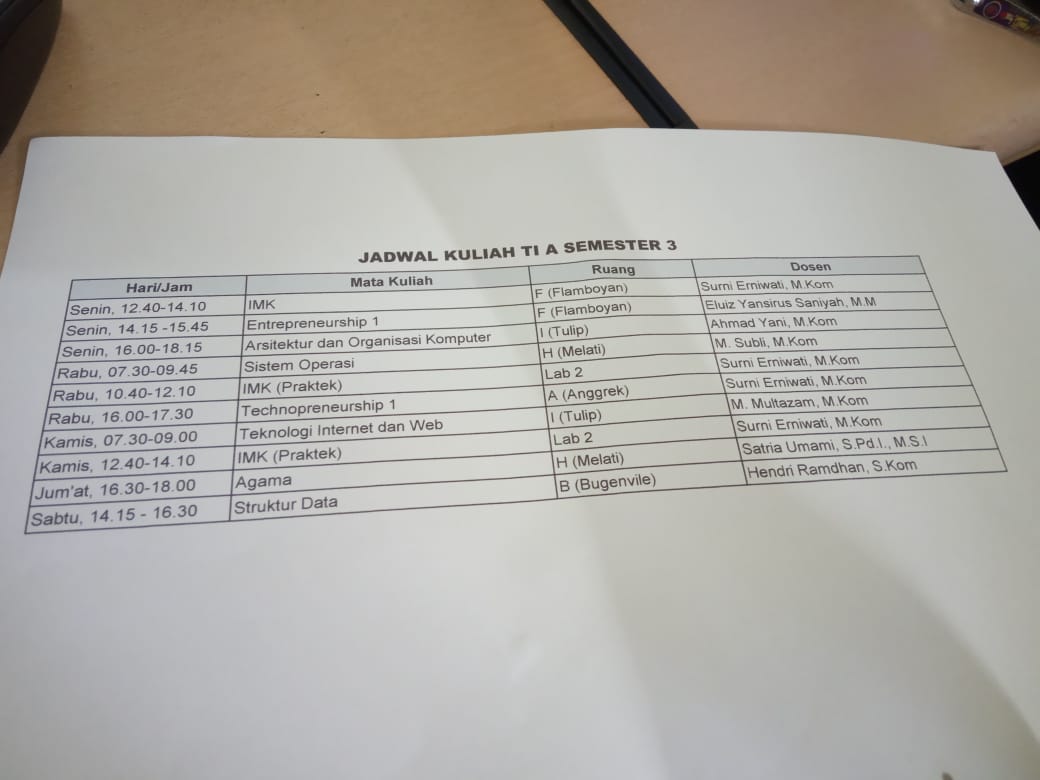 JADWAL KULIAH TI A SEMESTER 3
Hari/Jam Mata Kuliah Ruang Dosen
Senin, 12.40-14.10 IMK F (Flamboyan) Surni Erniwati, M.Kom
Senin, 14.15 -15.45 Entrepreneurship 1 F (Flamboyan) Eluiz Yansirus Saniyah, M.M
Senin, 16.00-18.15 Arsitektur dan Organisasi Komputer I (Tulip) Ahmad Yani, M.Kom
Rabu, 07.30-09.45 Sistem Operasi H (Melati) M. Subli, M.Kom
Rabu, 10.40-12.10 IMK (Praktek) Lab 2 Surni Erniwati, M.Kom
Rabu, 16.00-17.30 Technopreneurship 1 A (Anggrek) Surni Erniwati, M.Kom
Kamis, 07.30-09.00 Teknologi Internet dan Web I (Tulip) M. Multazam, M.Kom
Kamis, 12.40-14.10 IMK (Praktek) Lab 2 Surni Erniwati, M.Kom
Jum'at, 16.30-18.00 Agama H (Melati) Satria Umami, S.Pd.I., M.S.I
Sabtu, 14.15 - 16.30 Struktur Data B (Bugenvile) Hendri Ramdhan, S.Kom